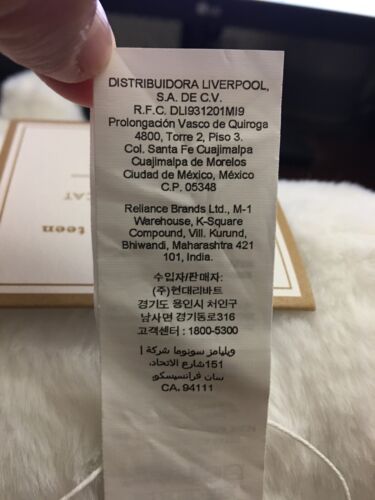 DISTRIBUIDORA LIVERPOOL,
S.A. DE C.V.
R.F.C. DLI931201MI9
Prolongación Vasco de Quiroga
4800, Torre 2, Piso 3.
Col. Santa Fe Cuajimalpa
Cuajimalpa de Morelos
Ciudad de México, México
C.P. 05348
Reliance Brands Ltd., M-1
Warehouse, K-Square
Compound, Vill. Kurund,
Bhiwandi, Maharashtra 421
101, India.
수입자/판매자:
(주)현대리바트
경기도 용인시 처인구
남사면 경기동로316
고객센터 : 1800-5300
ويليامز سونوما شركة |
151شارع الاتحاد،
سان فرانسيسكو
CA, 94111
CAT
teen